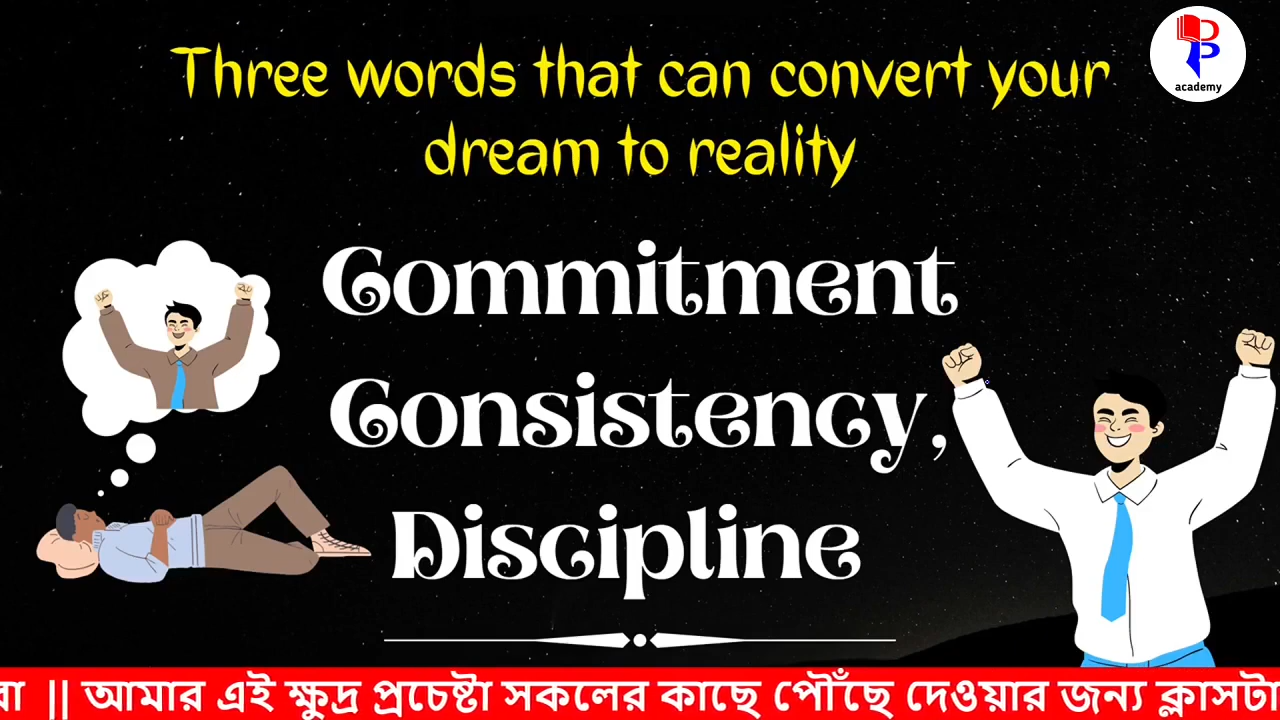 Three words that can convert your
dream to reality
academy
Commitment
Consistency,
Discipline
|| আমার এই ক্ষুদ্র প্রচেষ্টা সকলের কাছে পৌঁছে দেওয়ার জন্য ক্লাসটা